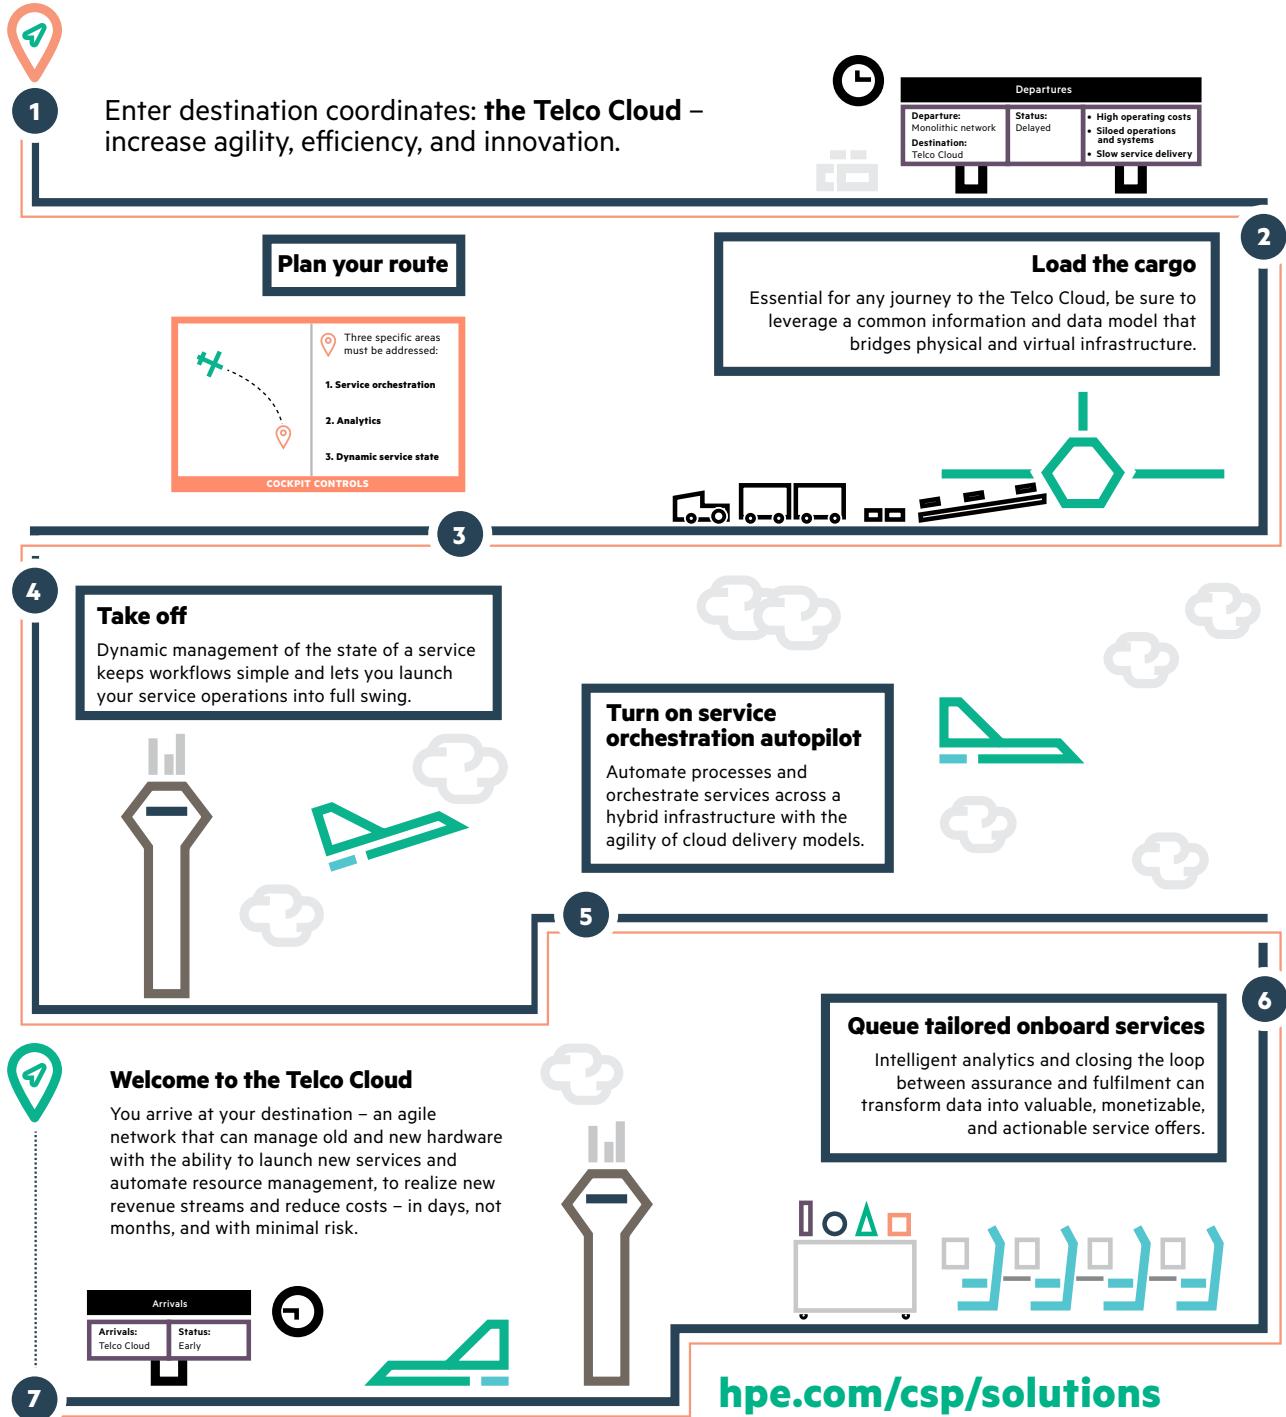 1
Enter destination coordinates: the Telco Cloud –
increase agility, efficiency, and innovation.
Departures
Departure:
Monolithic network
Destination:
Telco Cloud
Status:
Delayed
• High operating costs
• Siloed operations
and systems
• Slow service delivery
2
Load the cargo
Essential for any journey to the Telco Cloud, be sure to
leverage a common information and data model that
bridges physical and virtual infrastructure.
Plan your route
Three specific areas
must be addressed:
1. Service orchestration
2. Analytics
3. Dynamic service state
COCKPIT CONTROLS
3
4
Take off
Dynamic management of the state of a service
keeps workflows simple and lets you launch
your service operations into full swing.
Turn on service
orchestration autopilot
Automate processes and
orchestrate services across a
hybrid infrastructure with the
agility of cloud delivery models.
5
6
Queue tailored onboard services
Intelligent analytics and closing the loop
between assurance and fulfilment can
transform data into valuable, monetizable,
and actionable service offers.
Welcome to the Telco Cloud
You arrive at your destination – an agile
network that can manage old and new hardware
with the ability to launch new services and
automate resource management, to realize new
revenue streams and reduce costs – in days, not
months, and with minimal risk.
Arrivals
Arrivals:
Telco Cloud
Status:
Early
7
hpe.com/csp/solutions